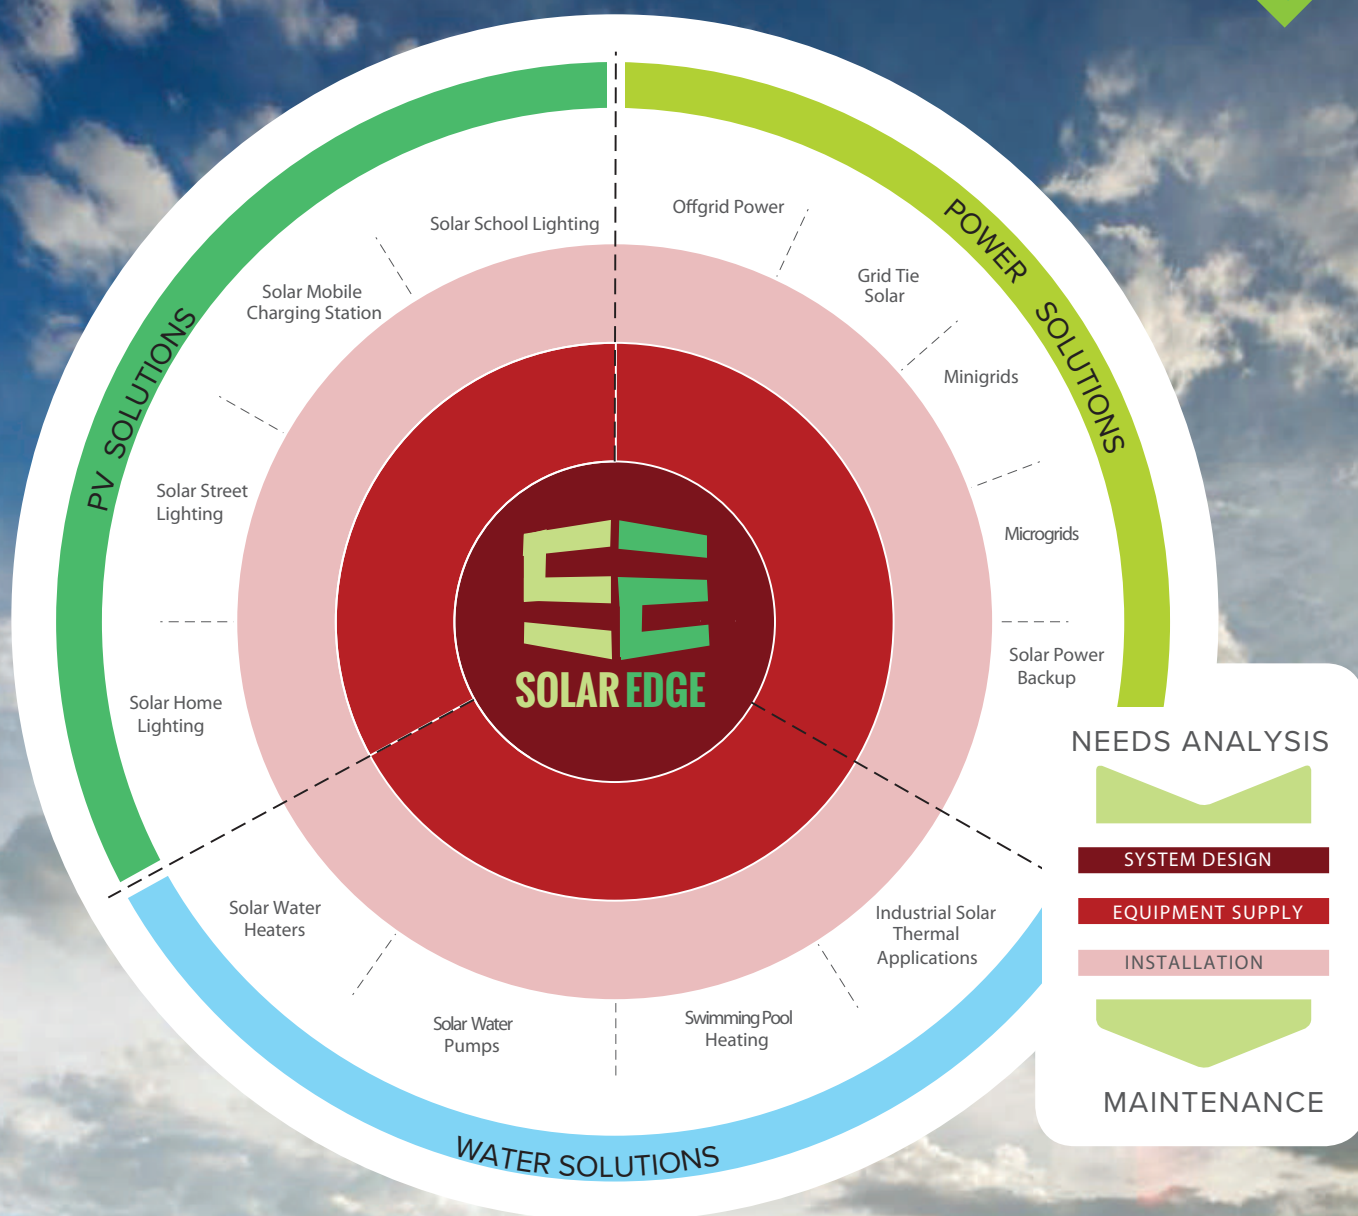 PV SOLUTIONS
POWER SOLUTIONS
WATER SOLUTIONS
Solar School Lighting
Solar Mobile
Charging Station
Solar Street
Lighting
Solar Home
Lighting
Offgrid Power
Grid Tie
Solar
Minigrids
Microgrids
Solar Power
Backup
Solar Water
Heaters
Solar Water
Pumps
Swimming Pool
Heating
Industrial Solar
Thermal
Applications
SOLAR EDGE
NEEDS ANALYSIS
SYSTEM DESIGN
EQUIPMENT SUPPLY
INSTALLATION
MAINTENANCE